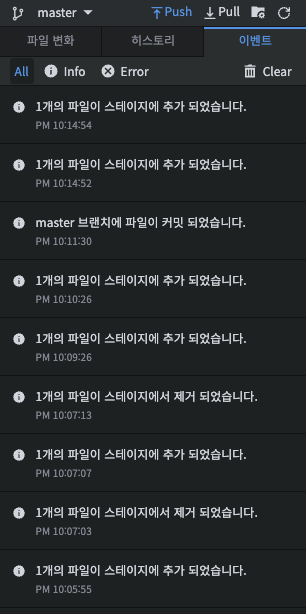 master Push Pull
파일 변화 히스토리 이벤트
All Info Error Clear
1개의 파일이 스테이지에 추가 되었습니다.
PM 10:14:54
1개의 파일이 스테이지에 추가 되었습니다.
PM 10:14:52
master 브랜치에 파일이 커밋 되었습니다.
PM 10:11:30
1개의 파일이 스테이지에 추가 되었습니다.
PM 10:10:26
1개의 파일이 스테이지에 추가 되었습니다.
PM 10:09:26
1개의 파일이 스테이지에서 제거 되었습니다.
PM 10:07:13
1개의 파일이 스테이지에 추가 되었습니다.
PM 10:07:07
1개의 파일이 스테이지에서 제거 되었습니다.
PM 10:07:03
1개의 파일이 스테이지에 추가 되었습니다.
PM 10:05:55